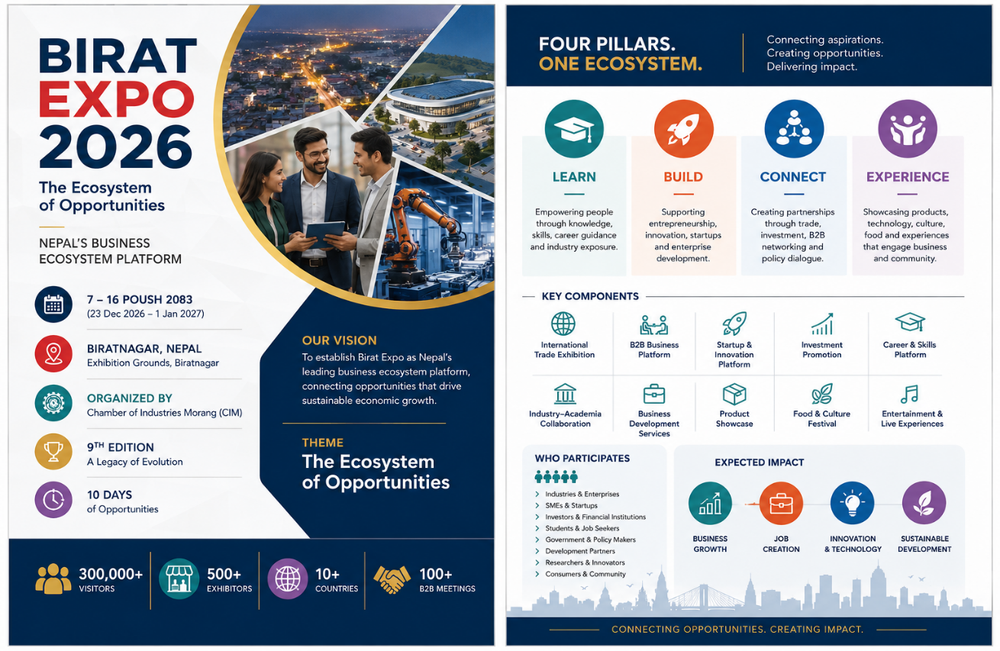 BIRAT
EXPO
2026
The Ecosystem
of Opportunities
NEPAL'S BUSINESS
ECOSYSTEM PLATFORM
7 – 16 POUSH 2083
(23 Dec 2026 – 1 Jan 2027)
BIRATNAGAR, NEPAL
Exhibition Grounds, Biratnagar
ORGANIZED BY
Chamber of Industries Morang (CIM)
9TH EDITION
A Legacy of Evolution
10 DAYS
of Opportunities
OUR VISION
To establish Birat Expo as Nepal's
leading business ecosystem platform,
connecting opportunities that drive
sustainable economic growth.
THEME
The Ecosystem
of Opportunities
300,000+
VISITORS
500+
EXHIBITORS
10+
COUNTRIES
100+
B2B MEETINGS
FOUR PILLARS.
ONE ECOSYSTEM.
Connecting aspirations.
Creating opportunities.
Delivering impact.
LEARN
Empowering people
through knowledge,
skills, career guidance
and industry exposure.
BUILD
Supporting
entrepreneurship,
innovation, startups
and enterprise
development.
CONNECT
Creating partnerships
through trade,
investment, B2B
networking and
policy dialogue.
EXPERIENCE
Showcasing products,
technology, culture,
food and experiences
that engage business
and community.
KEY COMPONENTS
International
Trade Exhibition
B2B Business
Platform
Startup &
Innovation
Platform
Investment
Promotion
Career & Skills
Platform
Industry–Academia
Collaboration
Business
Development
Services
Product
Showcase
Food & Culture
Festival
Entertainment &
Live Experiences
WHO PARTICIPATES
Industries & Enterprises
SMEs & Startups
Investors & Financial Institutions
Students & Job Seekers
Government & Policy Makers
Development Partners
Researchers & Innovators
Consumers & Community
EXPECTED IMPACT
BUSINESS
GROWTH
JOB
CREATION
INNOVATION
& TECHNOLOGY
SUSTAINABLE
DEVELOPMENT
CONNECTING OPPORTUNITIES. CREATING IMPACT.